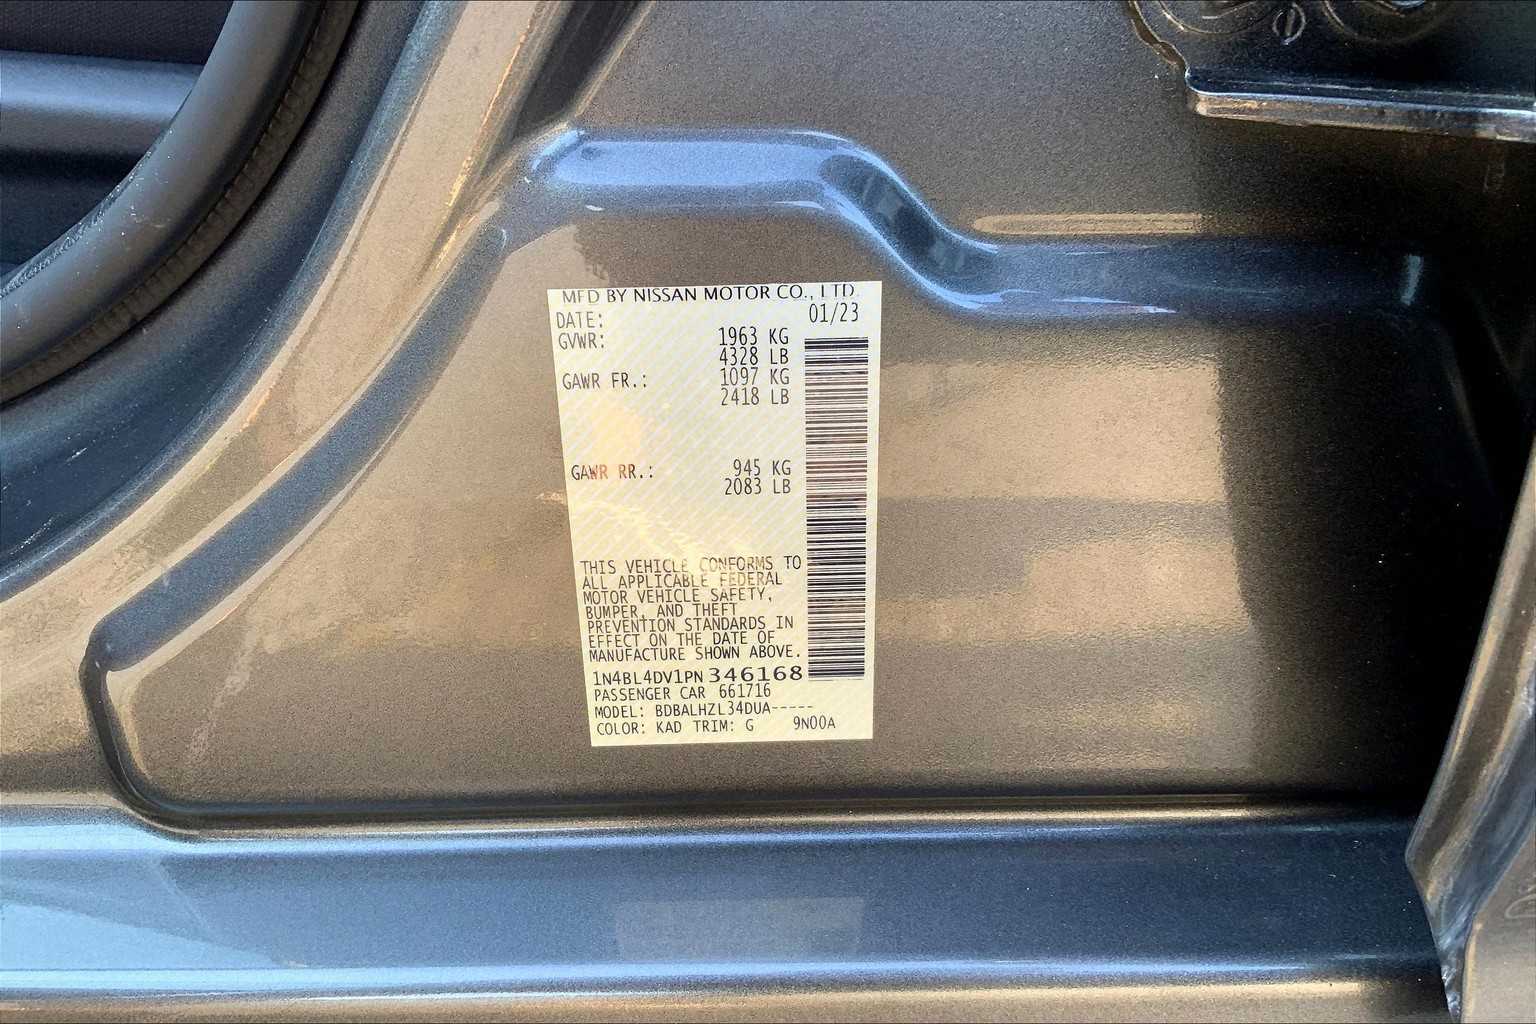 MFD BY NISSAN MOTOR CO., LTD.
DATE: 01/23
GVWR: 1963 KG
4328 LB
GAWR FR.: 1097 KG
2418 LB
GAWR RR.: 945 KG
2083 LB
THIS VEHICLE CONFORMS TO
ALL APPLICABLE FEDERAL
MOTOR VEHICLE SAFETY,
BUMPER, AND THEFT
PREVENTION STANDARDS IN
EFFECT ON THE DATE OF
MANUFACTURE SHOWN ABOVE.
1N4BL4DV1PN346168
PASSENGER CAR 661716
MODEL: BDBALHZL34DUA-----
COLOR: KAD TRIM: G 9N00A